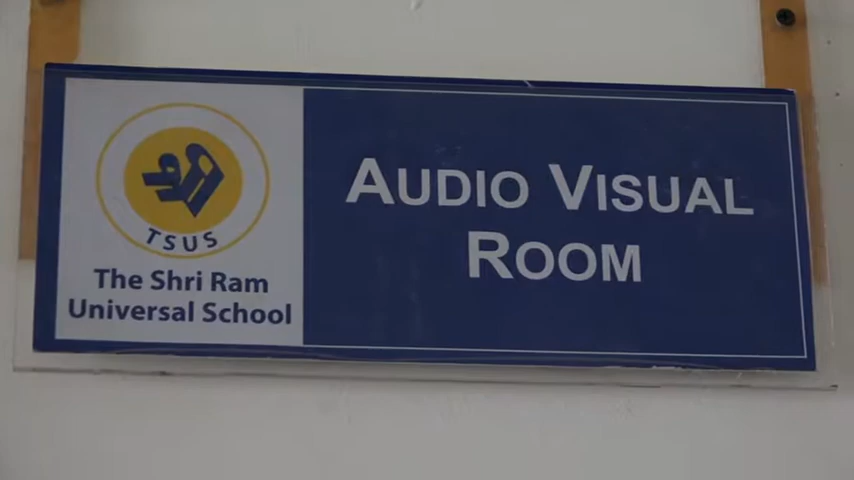 TSUS
The Shri Ram
Universal School
AUDIO VISUAL
ROOM